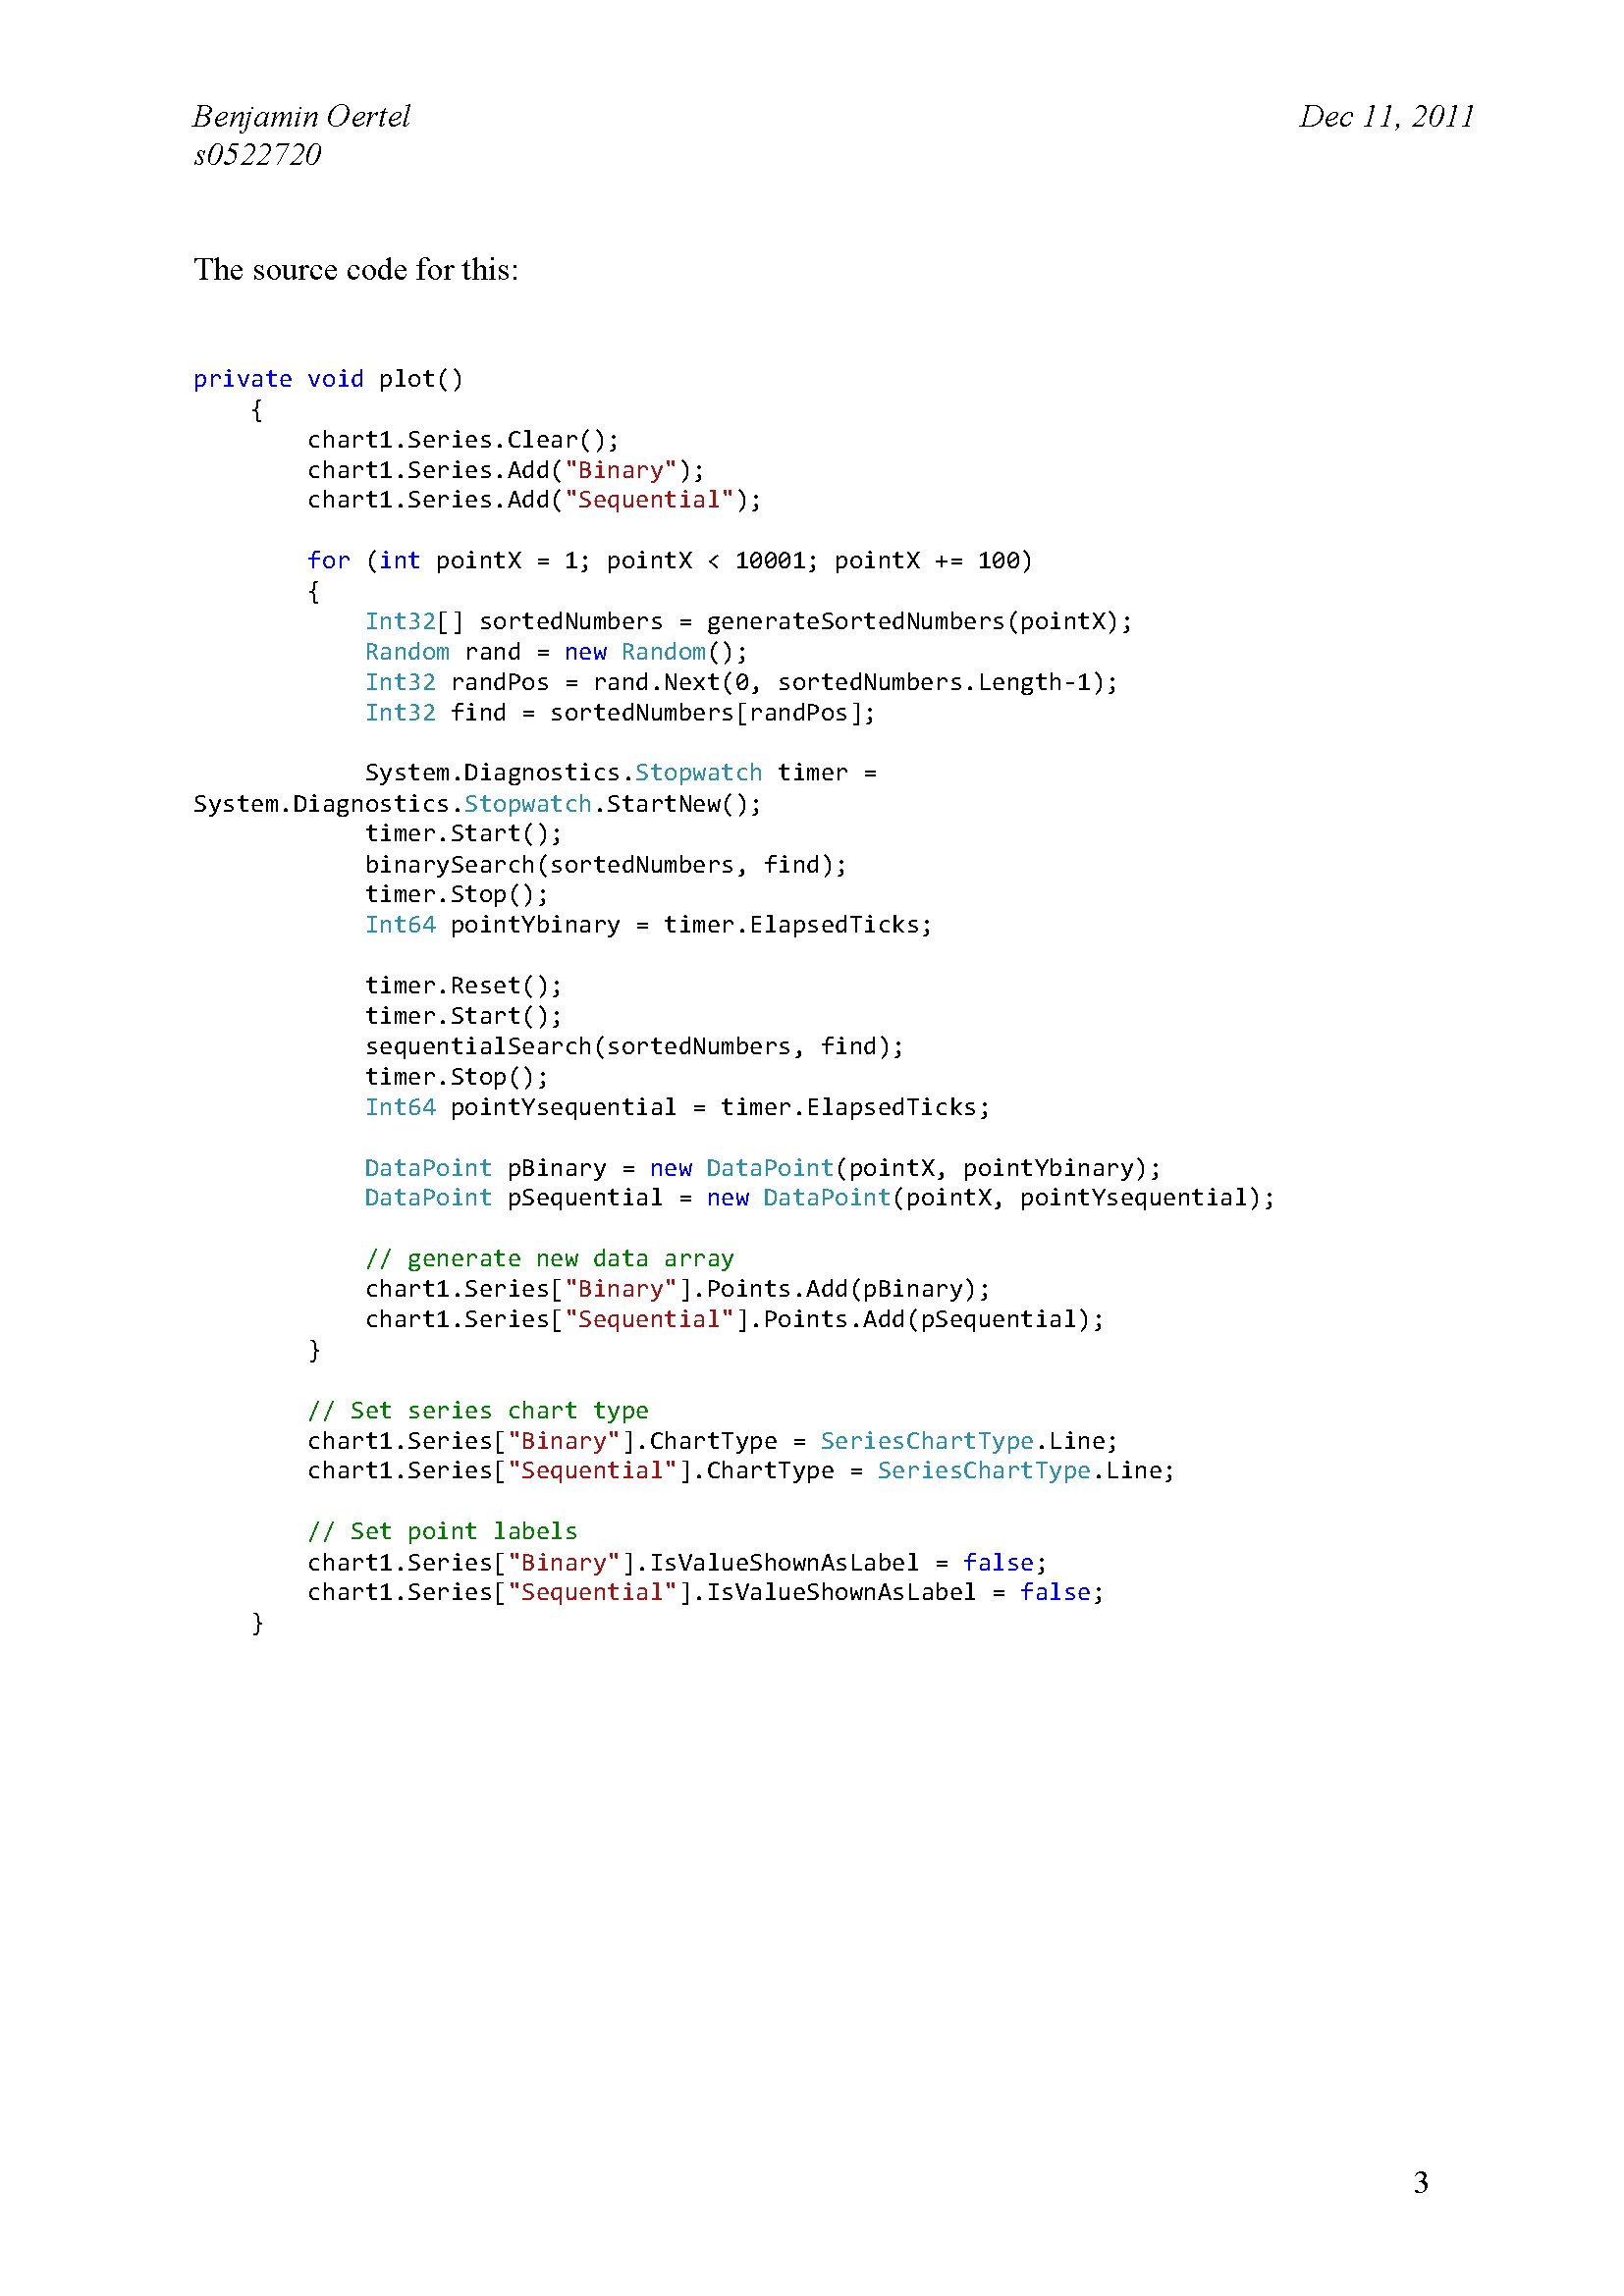 Benjamin Oertel Dec 11, 2011
s0522720
The source code for this:
private void plot()
{
chart1.Series.Clear();
chart1.Series.Add("Binary");
chart1.Series.Add("Sequential");
for (int pointX = 1; pointX < 10001; pointX += 100)
{
Int32[] sortedNumbers = generateSortedNumbers(pointX);
Random rand = new Random();
Int32 randPos = rand.Next(0, sortedNumbers.Length-1);
Int32 find = sortedNumbers[randPos];
System.Diagnostics.Stopwatch timer =
System.Diagnostics.Stopwatch.StartNew();
timer.Start();
binarySearch(sortedNumbers, find);
timer.Stop();
Int64 pointYbinary = timer.ElapsedTicks;
timer.Reset();
timer.Start();
sequentialSearch(sortedNumbers, find);
timer.Stop();
Int64 pointYsequential = timer.ElapsedTicks;
DataPoint pBinary = new DataPoint(pointX, pointYbinary);
DataPoint pSequential = new DataPoint(pointX, pointYsequential);
// generate new data array
chart1.Series["Binary"].Points.Add(pBinary);
chart1.Series["Sequential"].Points.Add(pSequential);
}
// Set series chart type
chart1.Series["Binary"].ChartType = SeriesChartType.Line;
chart1.Series["Sequential"].ChartType = SeriesChartType.Line;
// Set point labels
chart1.Series["Binary"].IsValueShownAsLabel = false;
chart1.Series["Sequential"].IsValueShownAsLabel = false;
}
3